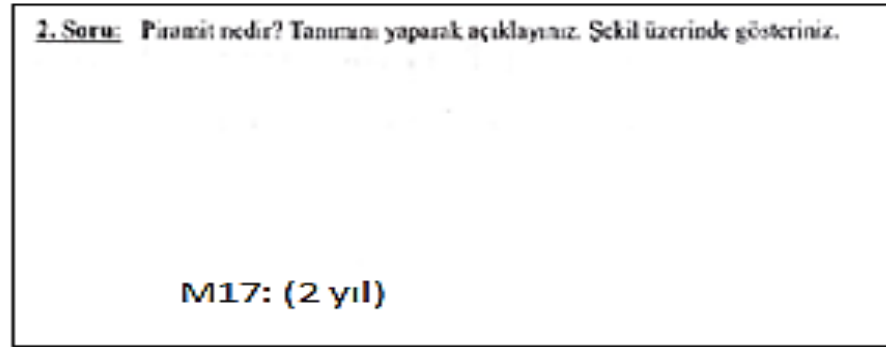 2. Soru: Piramit nedir? Tanımını yaparak açıklayınız. Şekil üzerinde gösteriniz.
M17: (2 yıl)